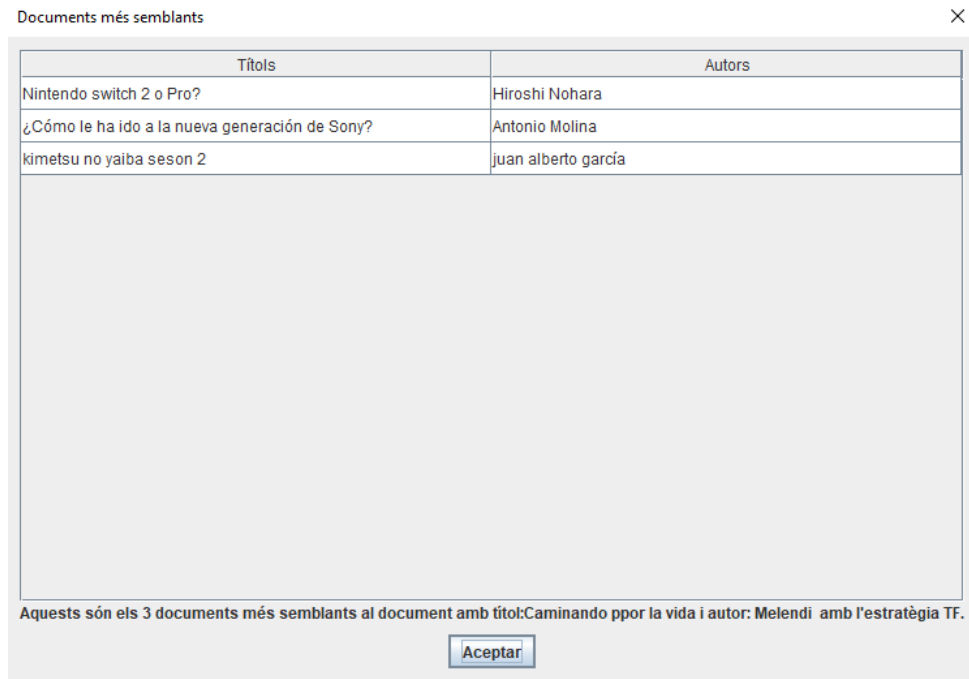 Documents més semblants
Títols Autors
Nintendo switch 2 o Pro? Hiroshi Nohara
¿Cómo le ha ido a la nueva generación de Sony? Antonio Molina
kimetsu no yaiba seson 2 juan alberto garcía
Aquests són els 3 documents més semblants al document amb títol:Caminando ppor la vida i autor: Melendi  amb l'estratègia TF.
Aceptar